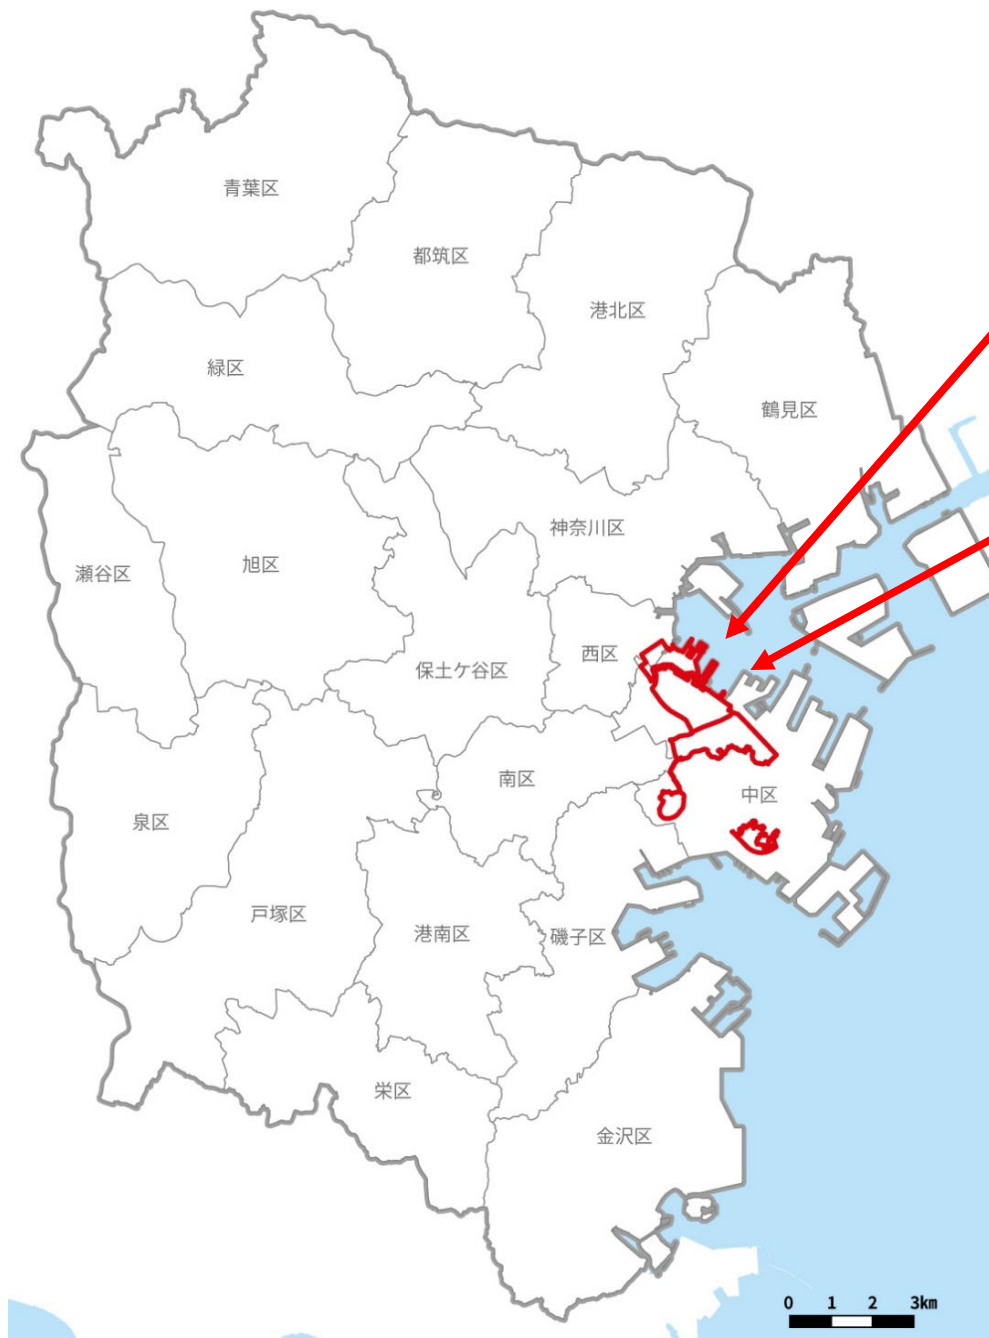 青葉区
都筑区
港北区
緑区
鶴見区
神奈川区
瀬谷区
旭区
西区
保土ケ谷区
南区
中区
泉区
戸塚区
港南区
磯子区
栄区
金沢区
0 1 2 3km